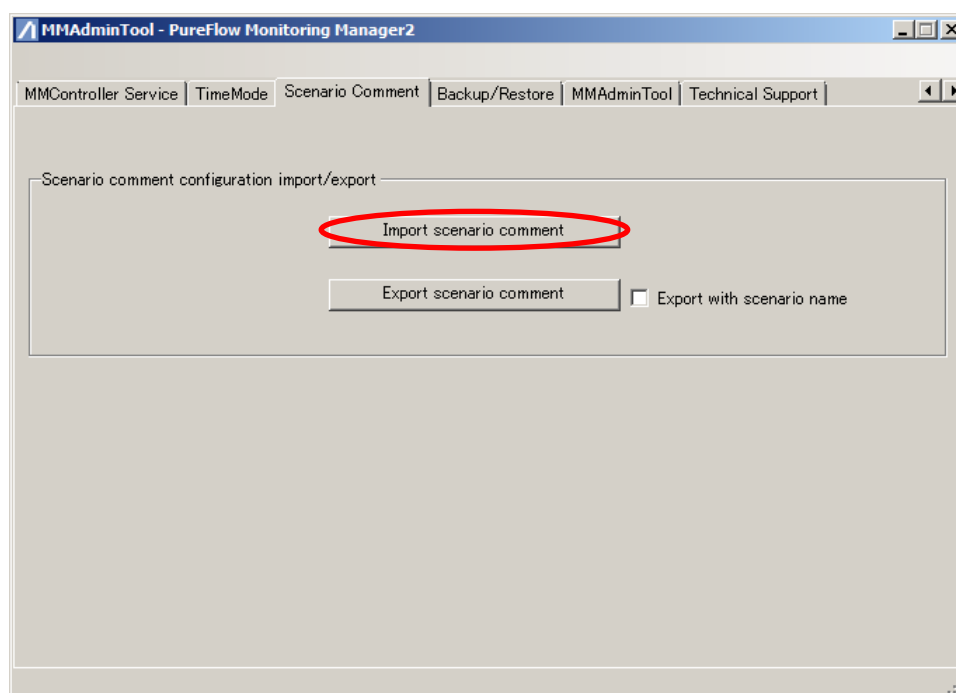 MMAdminTool - PureFlow Monitoring Manager2
MMController Service TimeMode Scenario Comment Backup/Restore MMAdminTool Technical Support
Scenario comment configuration import/export
Import scenario comment
Export scenario comment Export with scenario name